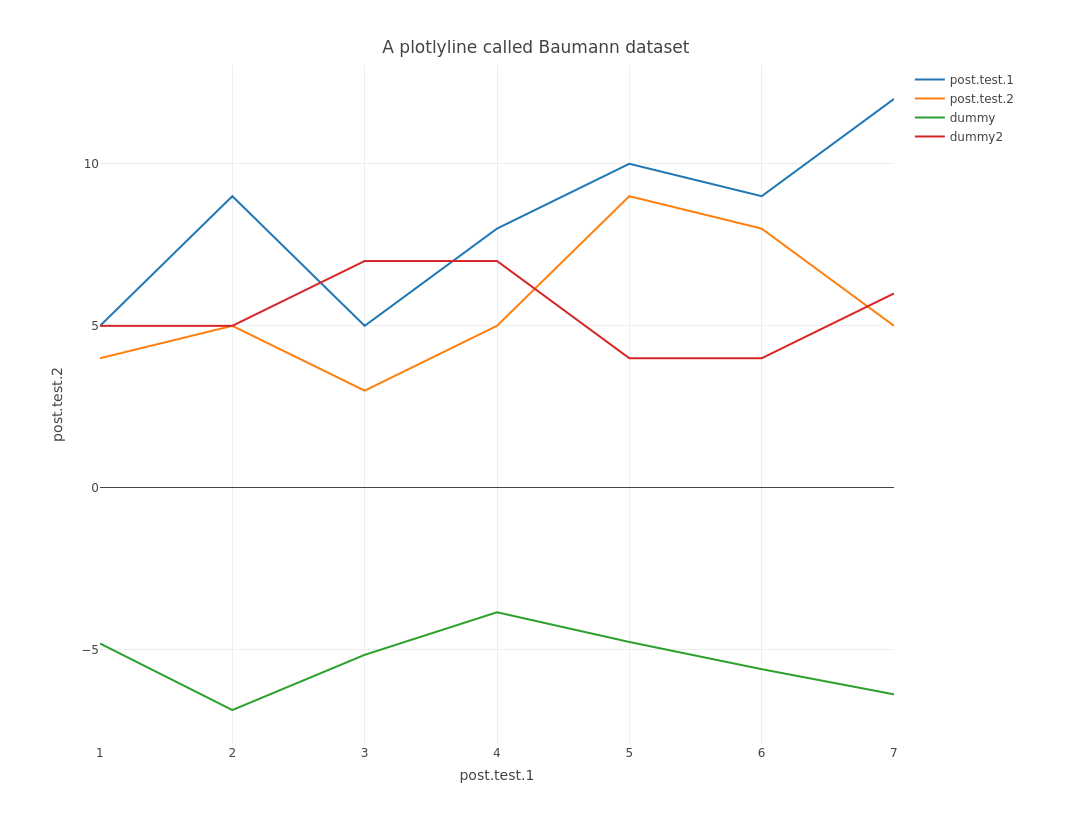 A plotlyline called Baumann dataset
post.test.1
post.test.2
dummy
dummy2
10
5
0
−5
post.test.2
1 2 3 4 5 6 7
post.test.1